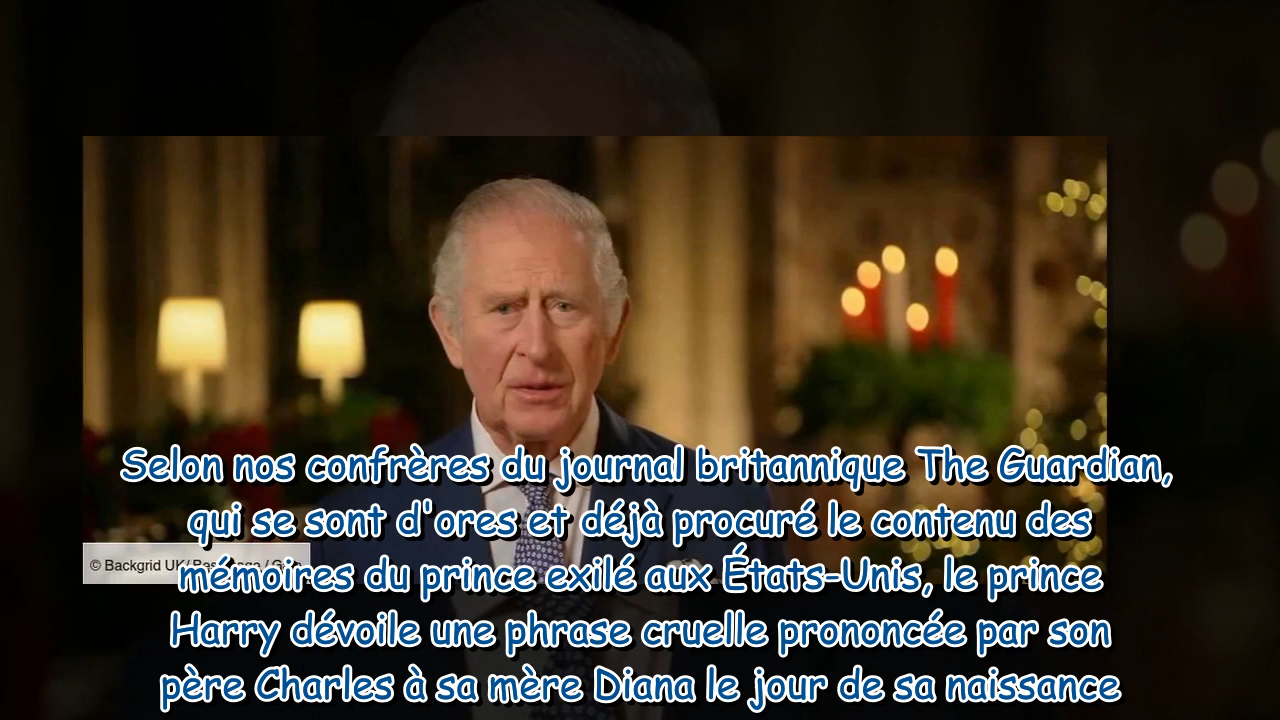 Selon nos confrères du journal britannique The Guardian,
qui se sont d'ores et déjà procuré le contenu des
© Backgrid UK/
mémoires du prince exilé aux États-Unis, le prince
Harry dévoile une phrase cruelle prononcée par son
père Charles à sa mère Diana le jour de sa naissance